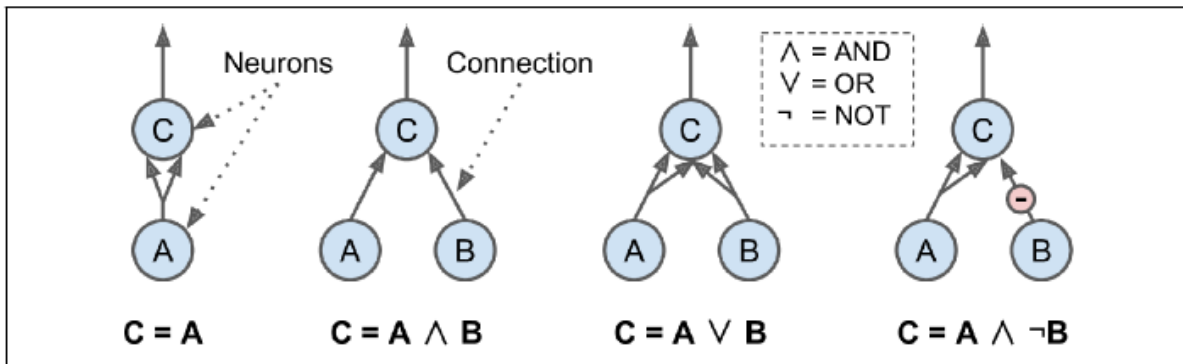 Neurons
Connection
∧ = AND
∨ = OR
¬ = NOT
C
C
C
C
A
A
B
A
B
A
-
B
C = A
C = A ∧ B
C = A ∨ B
C = A ∧ ¬B